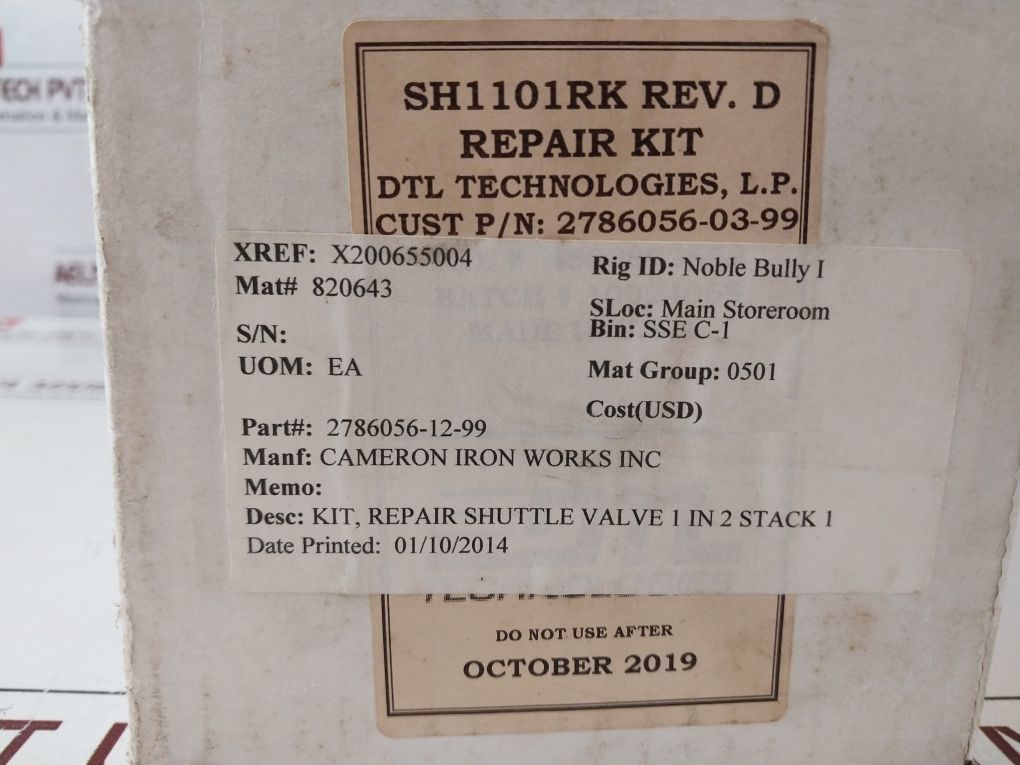 SH1101RK REV. D
REPAIR KIT
DTL TECHNOLOGIES, L.P.
CUST P/N: 2786056-03-99
XREF: X200655004
Mat# 820643
S/N:
UOM: EA
Part#: 2786056-12-99
Manf: CAMERON IRON WORKS INC
Memo:
Desc: KIT, REPAIR SHUTTLE VALVE 1 IN 2 STACK 1
Date Printed: 01/10/2014
Rig ID: Noble Bully I
SLoc: Main Storeroom
Bin: SSE C-1
Mat Group: 0501
Cost(USD)
DO NOT USE AFTER
OCTOBER 2019